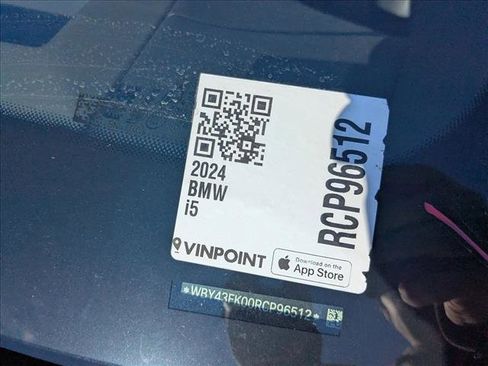 2024
BMW
i5
RCP96512
VINPOINT
Download on the
App Store
*WBY43FK00RCP96512*